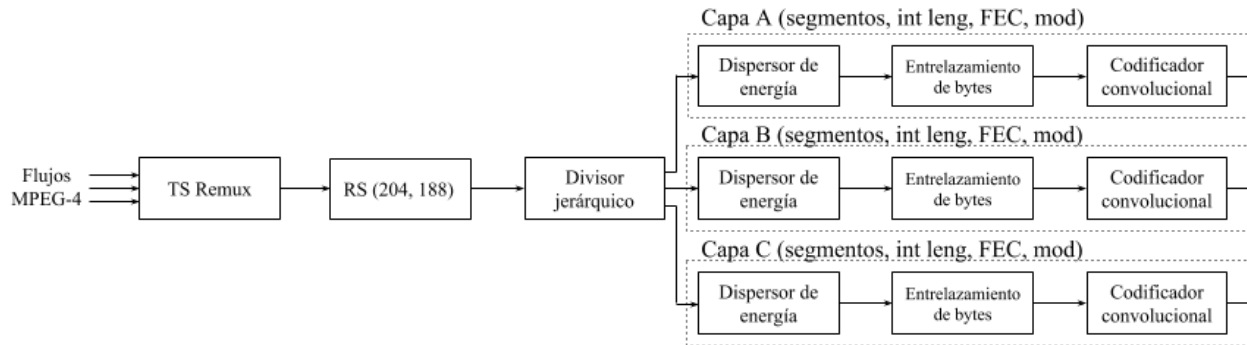 Flujos
MPEG-4
TS Remux
RS (204, 188)
Divisor
jerárquico
Capa A (segmentos, int leng, FEC, mod)
Dispersor de
energía
Entrelazamiento
de bytes
Codificador
convolucional
Capa B (segmentos, int leng, FEC, mod)
Dispersor de
energía
Entrelazamiento
de bytes
Codificador
convolucional
Capa C (segmentos, int leng, FEC, mod)
Dispersor de
energía
Entrelazamiento
de bytes
Codificador
convolucional